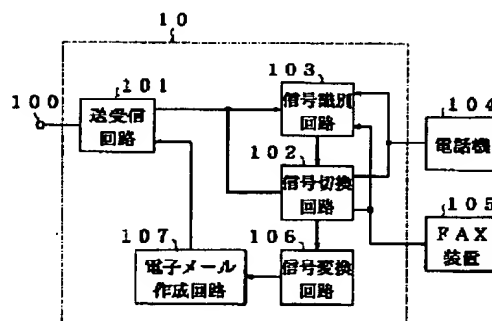 10
100
101
送受信
回路
103
信号識別
回路
104
電話機
102
信号切換
回路
105
FAX
装置
107
電子メール
作成回路
106
信号変換
回路